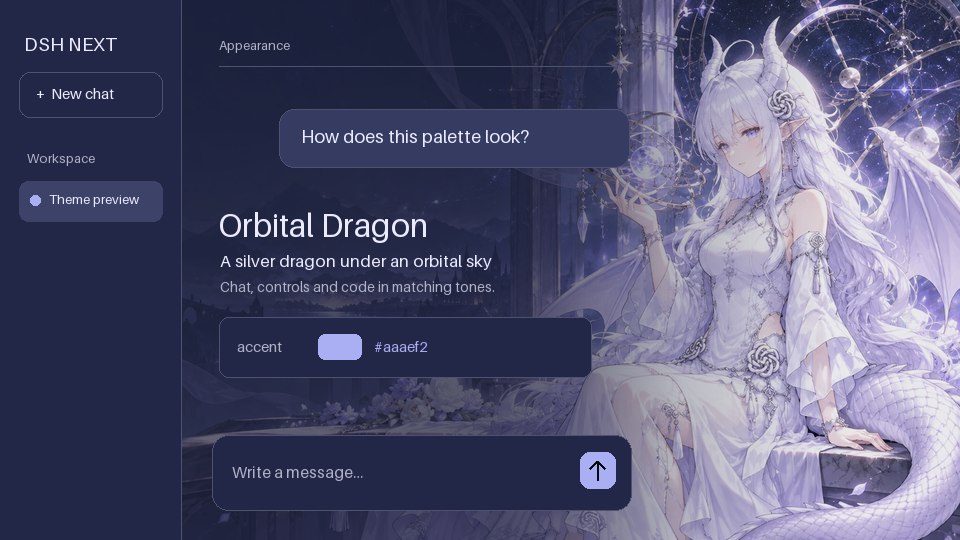 DSH NEXT
+ New chat
Workspace
Theme preview
Appearance
How does this palette look?
Orbital Dragon
A silver dragon under an orbital sky
Chat, controls and code in matching tones.
accent #aaaef2
Write a message...